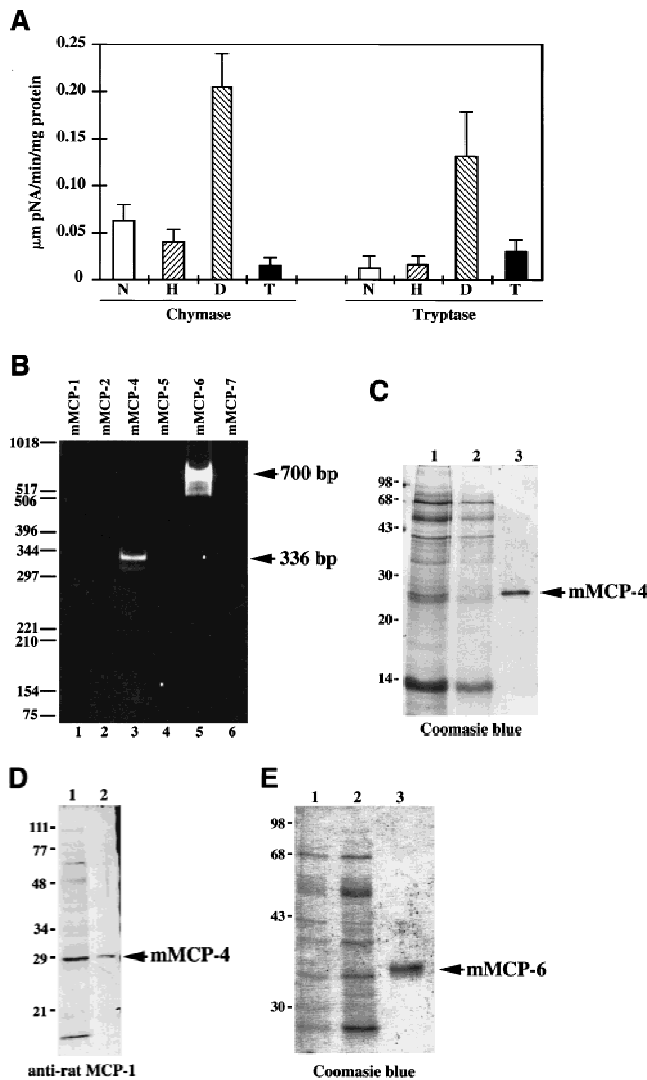 A
0.25
0.20
0.15
0.10
0.05
0
μm pNA/min/mg protein
N H D T N H D T
Chymase Tryptase
B
mMCP-1
mMCP-2
mMCP-4
mMCP-5
mMCP-6
mMCP-7
1018
517
506
396
344
297
221
210
154
75
700 bp
336 bp
1 2 3 4 5 6
C
1 2 3
98
68
43
30
20
14
mMCP-4
Coomasie blue
D
1 2
111
77
48
34
29
21
mMCP-4
anti-rat MCP-1
E
1 2 3
98
68
43
30
mMCP-6
Coomasie blue